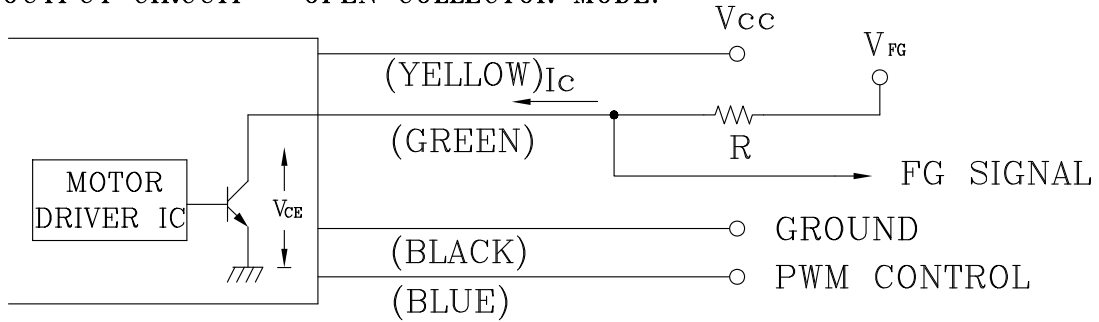 OUTPUT CIRCUIT - OPEN COLLECTOR MODE:
Vcc
VFG
(YELLOW)
Ic
(GREEN)
R
FG SIGNAL
MOTOR
DRIVER IC
VCE
GROUND
(BLACK)
PWM CONTROL
(BLUE)